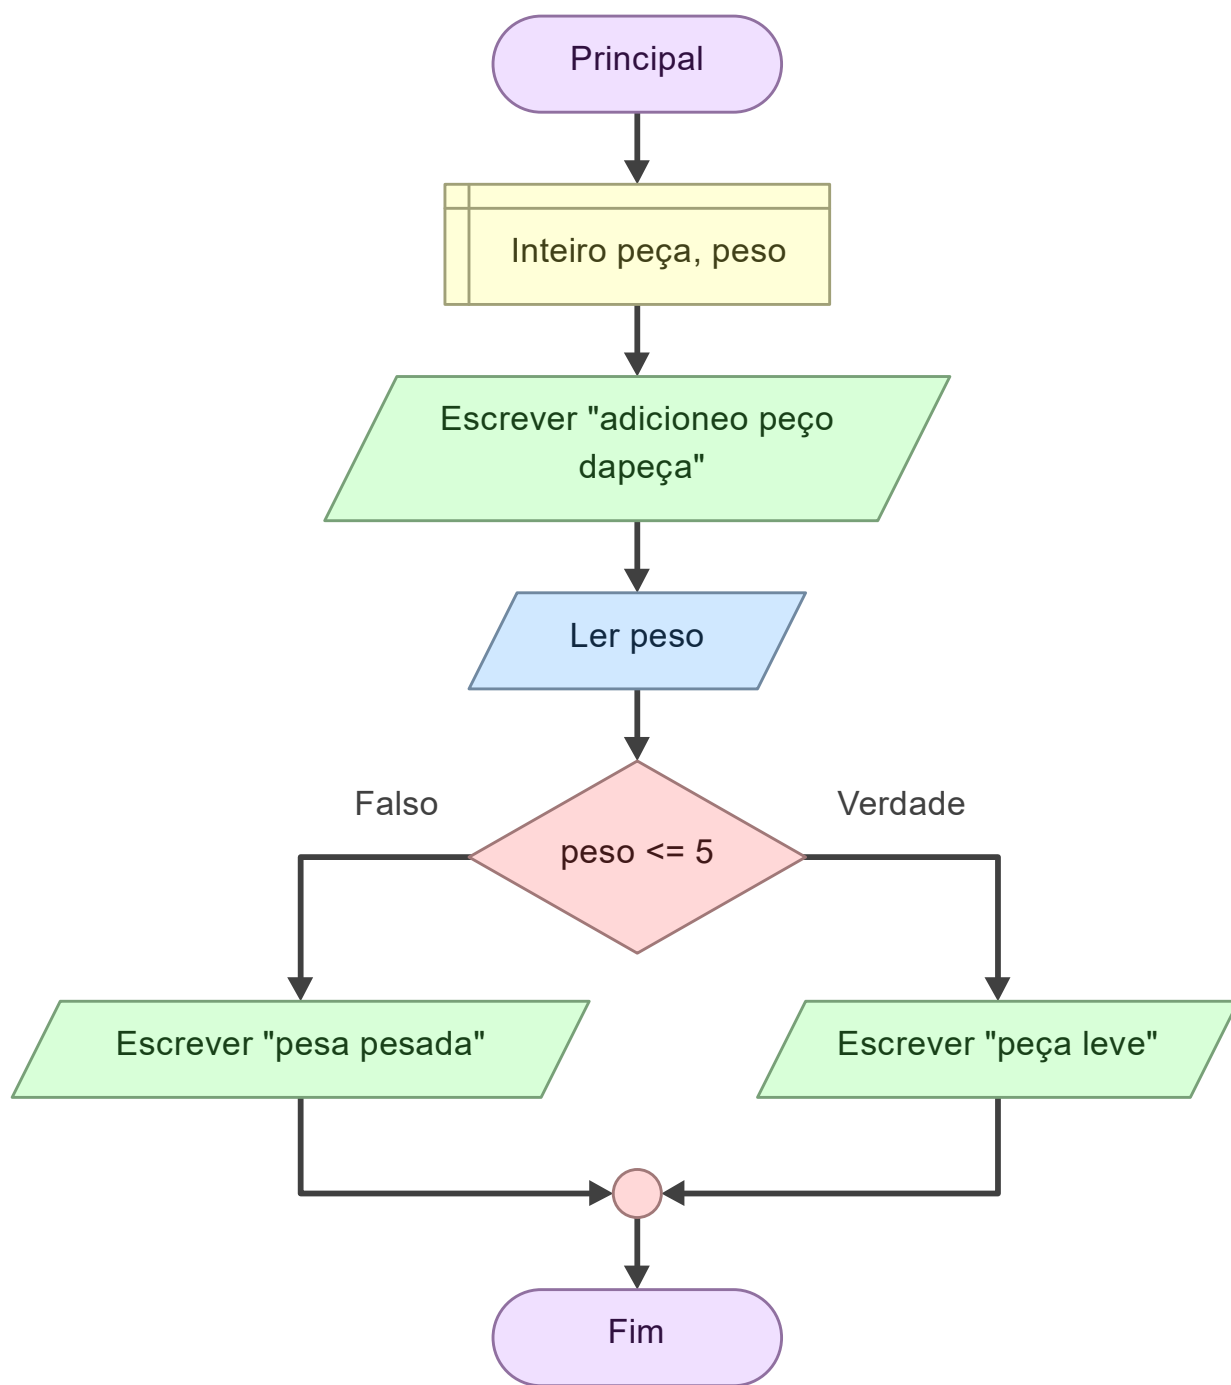 Principal
Inteiro peça, peso
Escrever "adicioneo peço
dapeça"
Ler peso
Falso
Verdade
peso <= 5
Escrever "pesa pesada"
Escrever "peça leve"
Fim